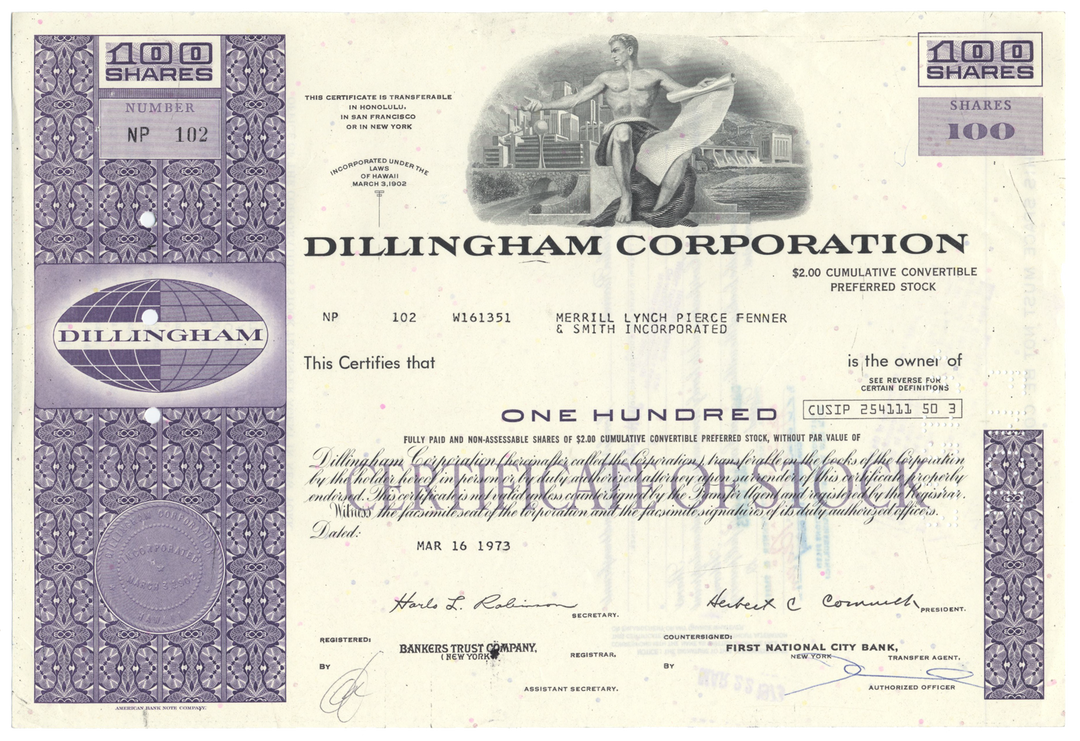 100
SHARES
NUMBER
NP 102
THIS CERTIFICATE IS TRANSFERABLE
IN HONOLULU,
IN SAN FRANCISCO
OR IN NEW YORK
INCORPORATED UNDER THE
LAWS
OF HAWAII
MARCH 3, 1902
100
SHARES
SHARES
100
DILLINGHAM CORPORATION
$2.00 CUMULATIVE CONVERTIBLE
PREFERRED STOCK
NP 102 W161351 MERRILL LYNCH PIERCE FENNER
& SMITH INCORPORATED
DILLINGHAM
This Certifies that is the owner of
SEE REVERSE FOR
CERTAIN DEFINITIONS
ONE HUNDRED
CUSIP 254111 50 3
FULLY PAID AND NON-ASSESSABLE SHARES OF $2.00 CUMULATIVE CONVERTIBLE PREFERRED STOCK, WITHOUT PAR VALUE OF
Dillingham Corporation (hereinafter called the Corporation) transferable on the books of the Corporation
by the holder hereof in person or by duly authorized attorney upon surrender of this certificate properly
endorsed. This certificate is not valid unless countersigned by the Transfer Agent and registered by the Registrar.
Witness the facsimile seal of the Corporation and the facsimile signatures of its duly authorized officers.
CERTIFICATE OF STOCK
Dated:
MAR 16 1973
INCORPORATED
Harlo L. Robinson
SECRETARY.
Herbert C Cornuelle
PRESIDENT.
REGISTERED:
BANKERS TRUST COMPANY,
(NEW YORK)
REGISTRAR,
BY
ASSISTANT SECRETARY.
COUNTERSIGNED:
FIRST NATIONAL CITY BANK,
NEW YORK
TRANSFER AGENT.
BY
AUTHORIZED OFFICER
AMERICAN BANK NOTE COMPANY.